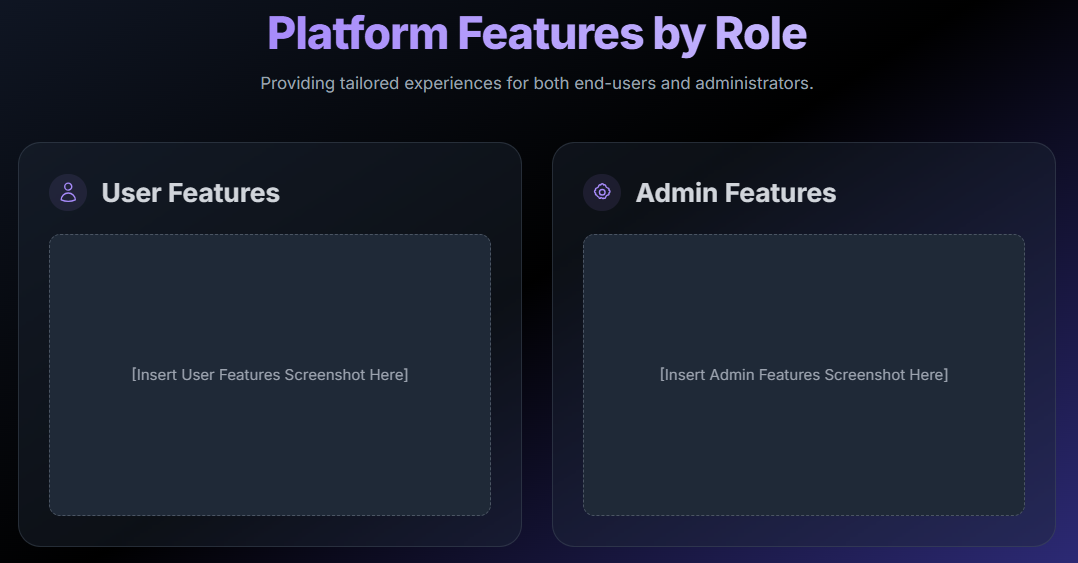 Platform Features by Role
Providing tailored experiences for both end-users and administrators.
User Features
[Insert User Features Screenshot Here]
Admin Features
[Insert Admin Features Screenshot Here]